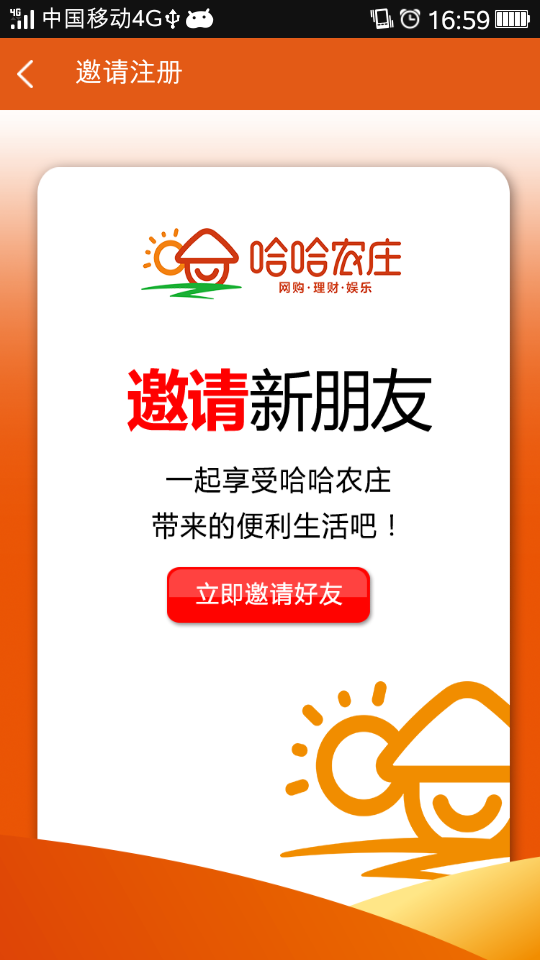 4G 中国移动4G 16:59
邀请注册
哈哈农庄
网购·理财·娱乐
邀请新朋友
一起享受哈哈农庄
带来的便利生活吧！
立即邀请好友